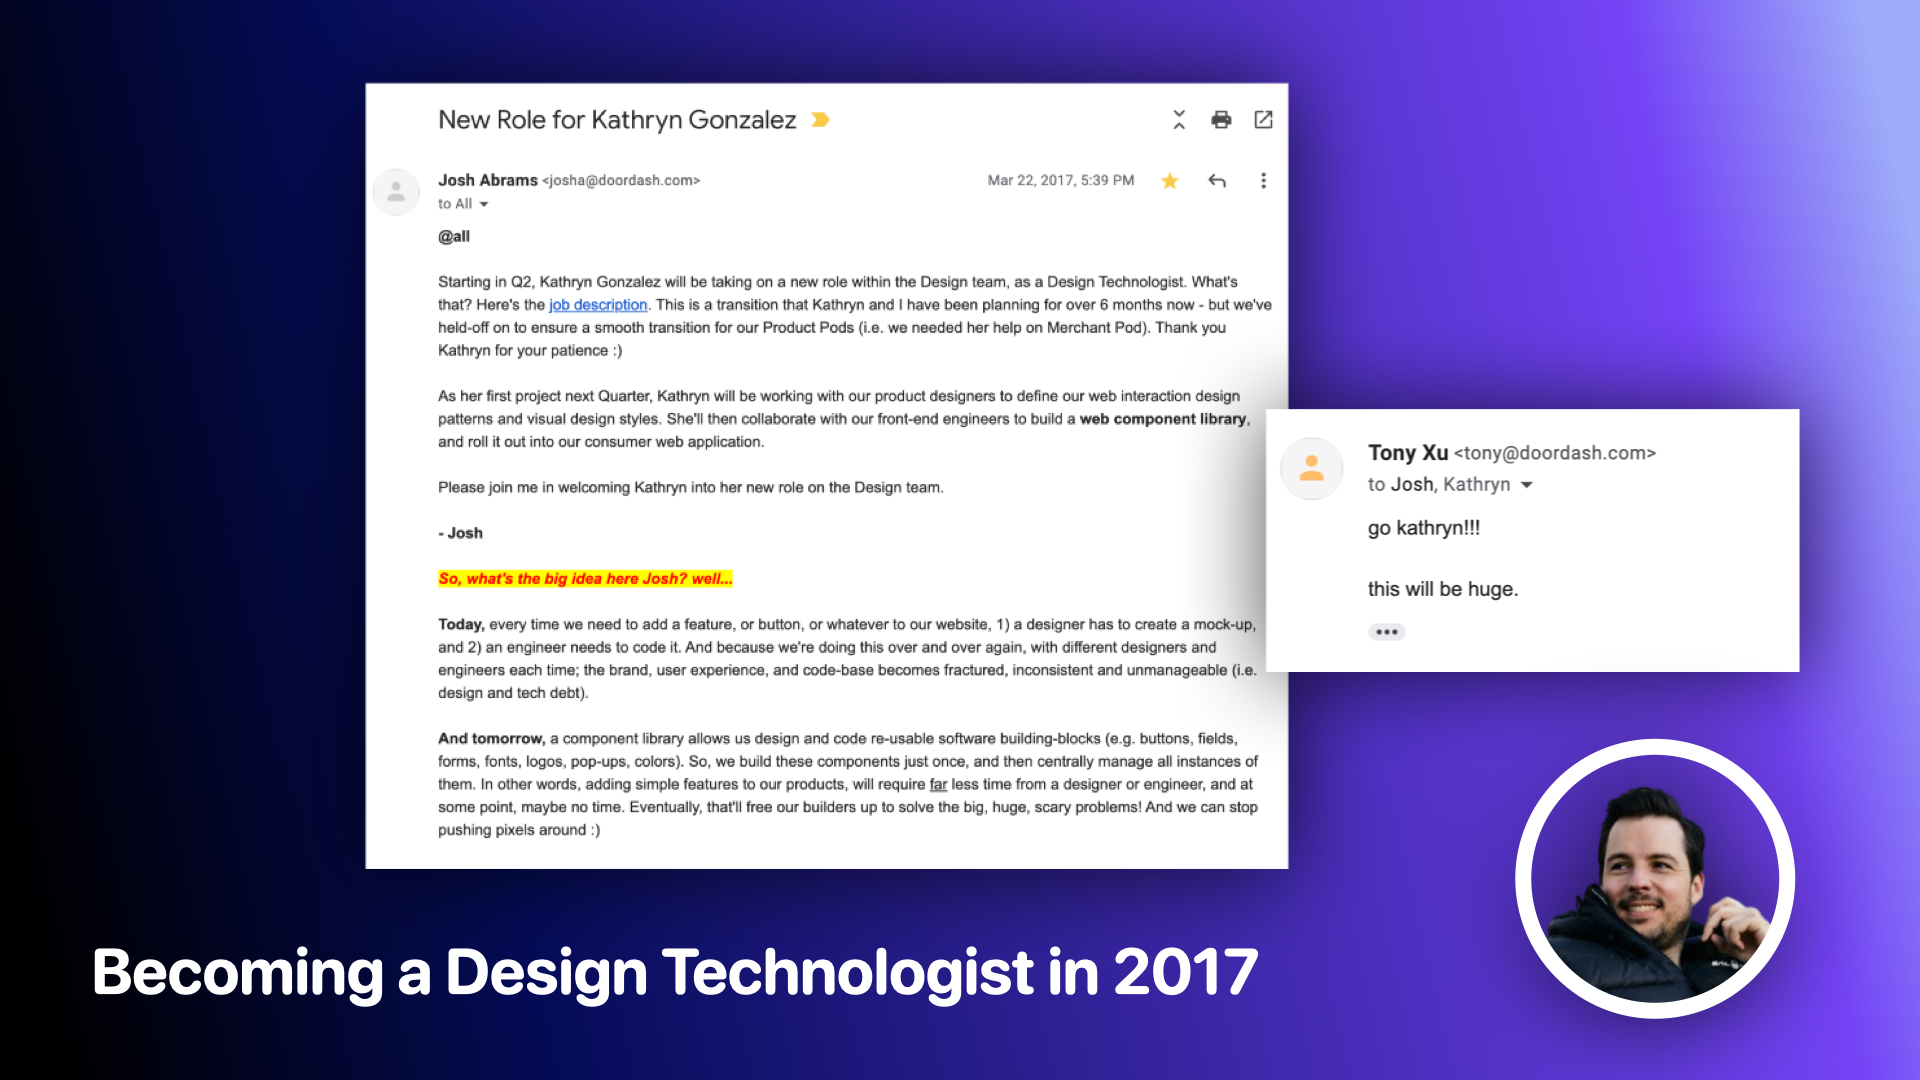 New Role for Kathryn Gonzalez
Josh Abrams <josha@doordash.com>
Mar 22, 2017, 5:39 PM
to All
@all
Starting in Q2, Kathryn Gonzalez will be taking on a new role within the Design team, as a Design Technologist. What's
that? Here's the job description. This is a transition that Kathryn and I have been planning for over 6 months now - but we've
held-off on to ensure a smooth transition for our Product Pods (i.e. we needed her help on Merchant Pod). Thank you
Kathryn for your patience :)
As her first project next Quarter, Kathryn will be working with our product designers to define our web interaction design
patterns and visual design styles. She'll then collaborate with our front-end engineers to build a web component library,
and roll it out into our consumer web application.
Please join me in welcoming Kathryn into her new role on the Design team.
- Josh
So, what's the big idea here Josh? well...
Today, every time we need to add a feature, or button, or whatever to our website, 1) a designer has to create a mock-up,
and 2) an engineer needs to code it. And because we're doing this over and over again, with different designers and
engineers each time; the brand, user experience, and code-base becomes fractured, inconsistent and unmanageable (i.e.
design and tech debt).
And tomorrow, a component library allows us design and code re-usable software building-blocks (e.g. buttons, fields,
forms, fonts, logos, pop-ups, colors). So, we build these components just once, and then centrally manage all instances of
them. In other words, adding simple features to our products, will require far less time from a designer or engineer, and at
some point, maybe no time. Eventually, that'll free our builders up to solve the big, huge, scary problems! And we can stop
pushing pixels around :)
Tony Xu <tony@doordash.com>
to Josh, Kathryn
go kathryn!!!
this will be huge.
Becoming a Design Technologist in 2017